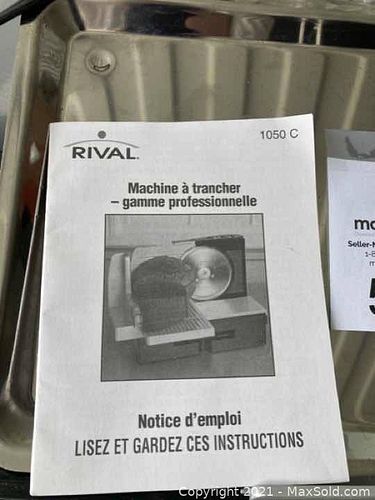 RIVAL.
1050 C
Machine à trancher
– gamme professionnelle
Notice d'emploi
LISEZ ET GARDEZ CES INSTRUCTIONS
Copyright 2021 - MaxSold.com